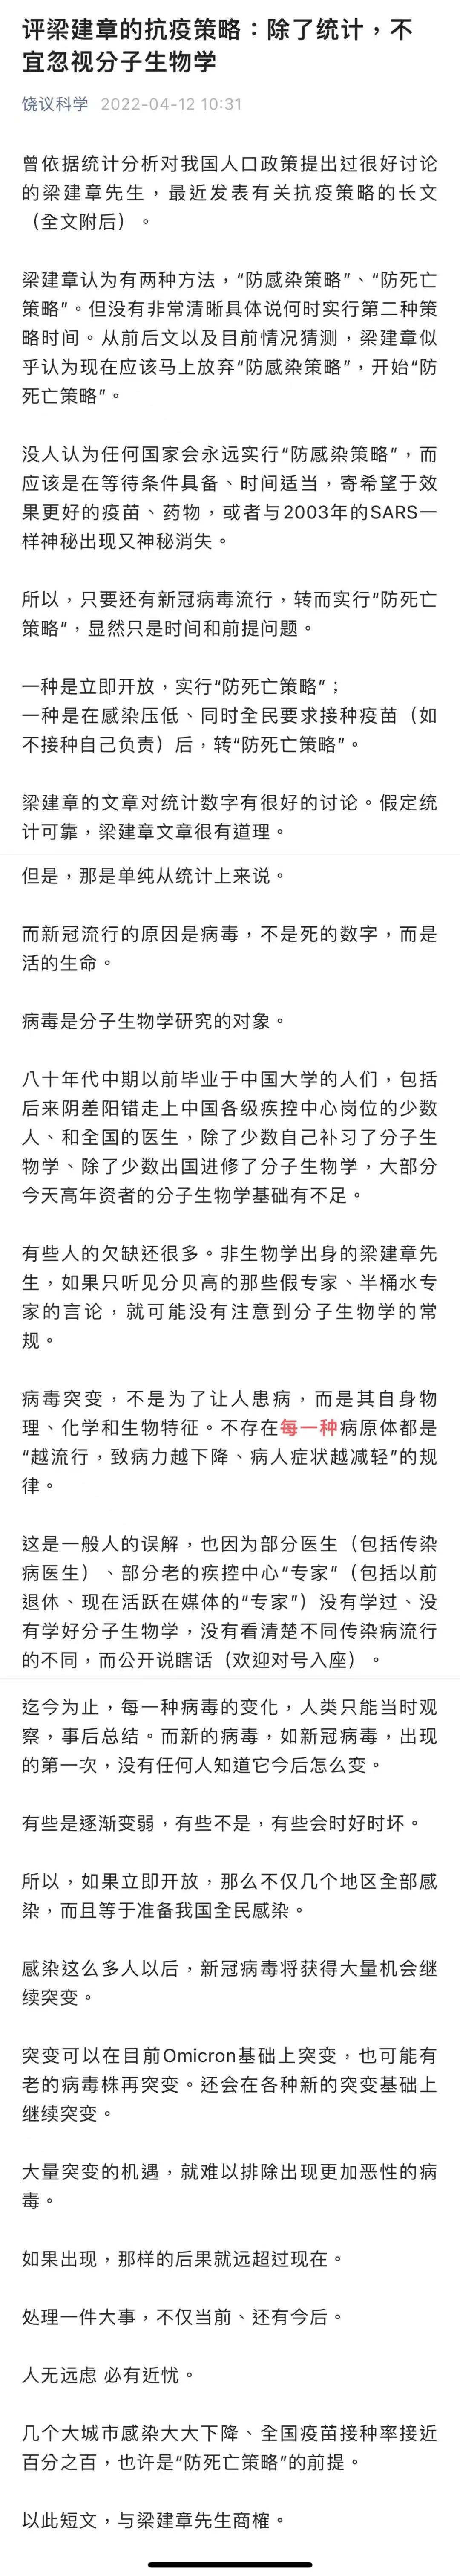 评梁建章的抗疫策略：除了统计，不
宜忽视分子生物学
饶议科学 2022-04-12 10:31
曾依据统计分析对我国人口政策提出过很好讨论
的梁建章先生，最近发表有关抗疫策略的长文
（全文附后）。
梁建章认为有两种方法，“防感染策略”、“防死亡
策略”。但没有非常清晰具体说何时实行第二种策
略时间。从前后文以及目前情况猜测，梁建章似
乎认为现在应该马上放弃“防感染策略”，开始“防
死亡策略”。
没人认为任何国家会永远实行“防感染策略”，而
应该是在等待条件具备、时间适当，寄希望于效
果更好的疫苗、药物，或者与2003年的SARS一
样神秘出现又神秘消失。
所以，只要还有新冠病毒流行，转而实行“防死亡
策略”，显然只是时间和前提问题。
一种是立即开放，实行“防死亡策略”；
一种是在感染压低、同时全民要求接种疫苗（如
不接种自己负责）后，转“防死亡策略”。
梁建章的文章对统计数字有很好的讨论。假定统
计可靠，梁建章文章很有道理。
但是，那是单纯从统计上来说。
而新冠流行的原因是病毒，不是死的数字，而是
活的生命。
病毒是分子生物学研究的对象。
八十年代中期以前毕业于中国大学的人们，包括
后来阴差阳错走上中国各级疾控中心岗位的少数
人、和全国的医生，除了少数自己补习了分子生
物学、除了少数出国进修了分子生物学，大部分
今天高年资者的分子生物学基础有不足。
有些人的欠缺还很多。非生物学出身的梁建章先
生，如果只听见分贝高的那些假专家、半桶水专
家的言论，就可能没有注意到分子生物学的常
规。
病毒突变，不是为了让人患病，而是其自身物
理、化学和生物特征。不存在每一种病原体都是
“越流行，致病力越下降、病人症状越减轻”的规
律。
这是一般人的误解，也因为部分医生（包括传染
病医生）、部分老的疾控中心“专家”（包括以前
退休、现在活跃在媒体的“专家”）没有学过、没
有学好分子生物学，没有看清楚不同传染病流行
的不同，而公开说瞎话（欢迎对号入座）。
迄今为止，每一种病毒的变化，人类只能当时观
察，事后总结。而新的病毒，如新冠病毒，出现
的第一次，没有任何人知道它今后怎么变。
有些是逐渐变弱，有些不是，有些会时好时坏。
所以，如果立即开放，那么不仅几个地区全部感
染，而且等于准备我国全民感染。
感染这么多人以后，新冠病毒将获得大量机会继
续突变。
突变可以在目前Omicron基础上突变，也可能有
老的病毒株再突变。还会在各种新的突变基础上
继续突变。
大量突变的机遇，就难以排除出现更加恶性的病
毒。
如果出现，那样的后果就远超过现在。
处理一件大事，不仅当前、还有今后。
人无远虑 必有近忧。
几个大城市感染大大下降、全国疫苗接种率接近
百分之百，也许是“防死亡策略”的前提。
以此短文，与梁建章先生商榷。